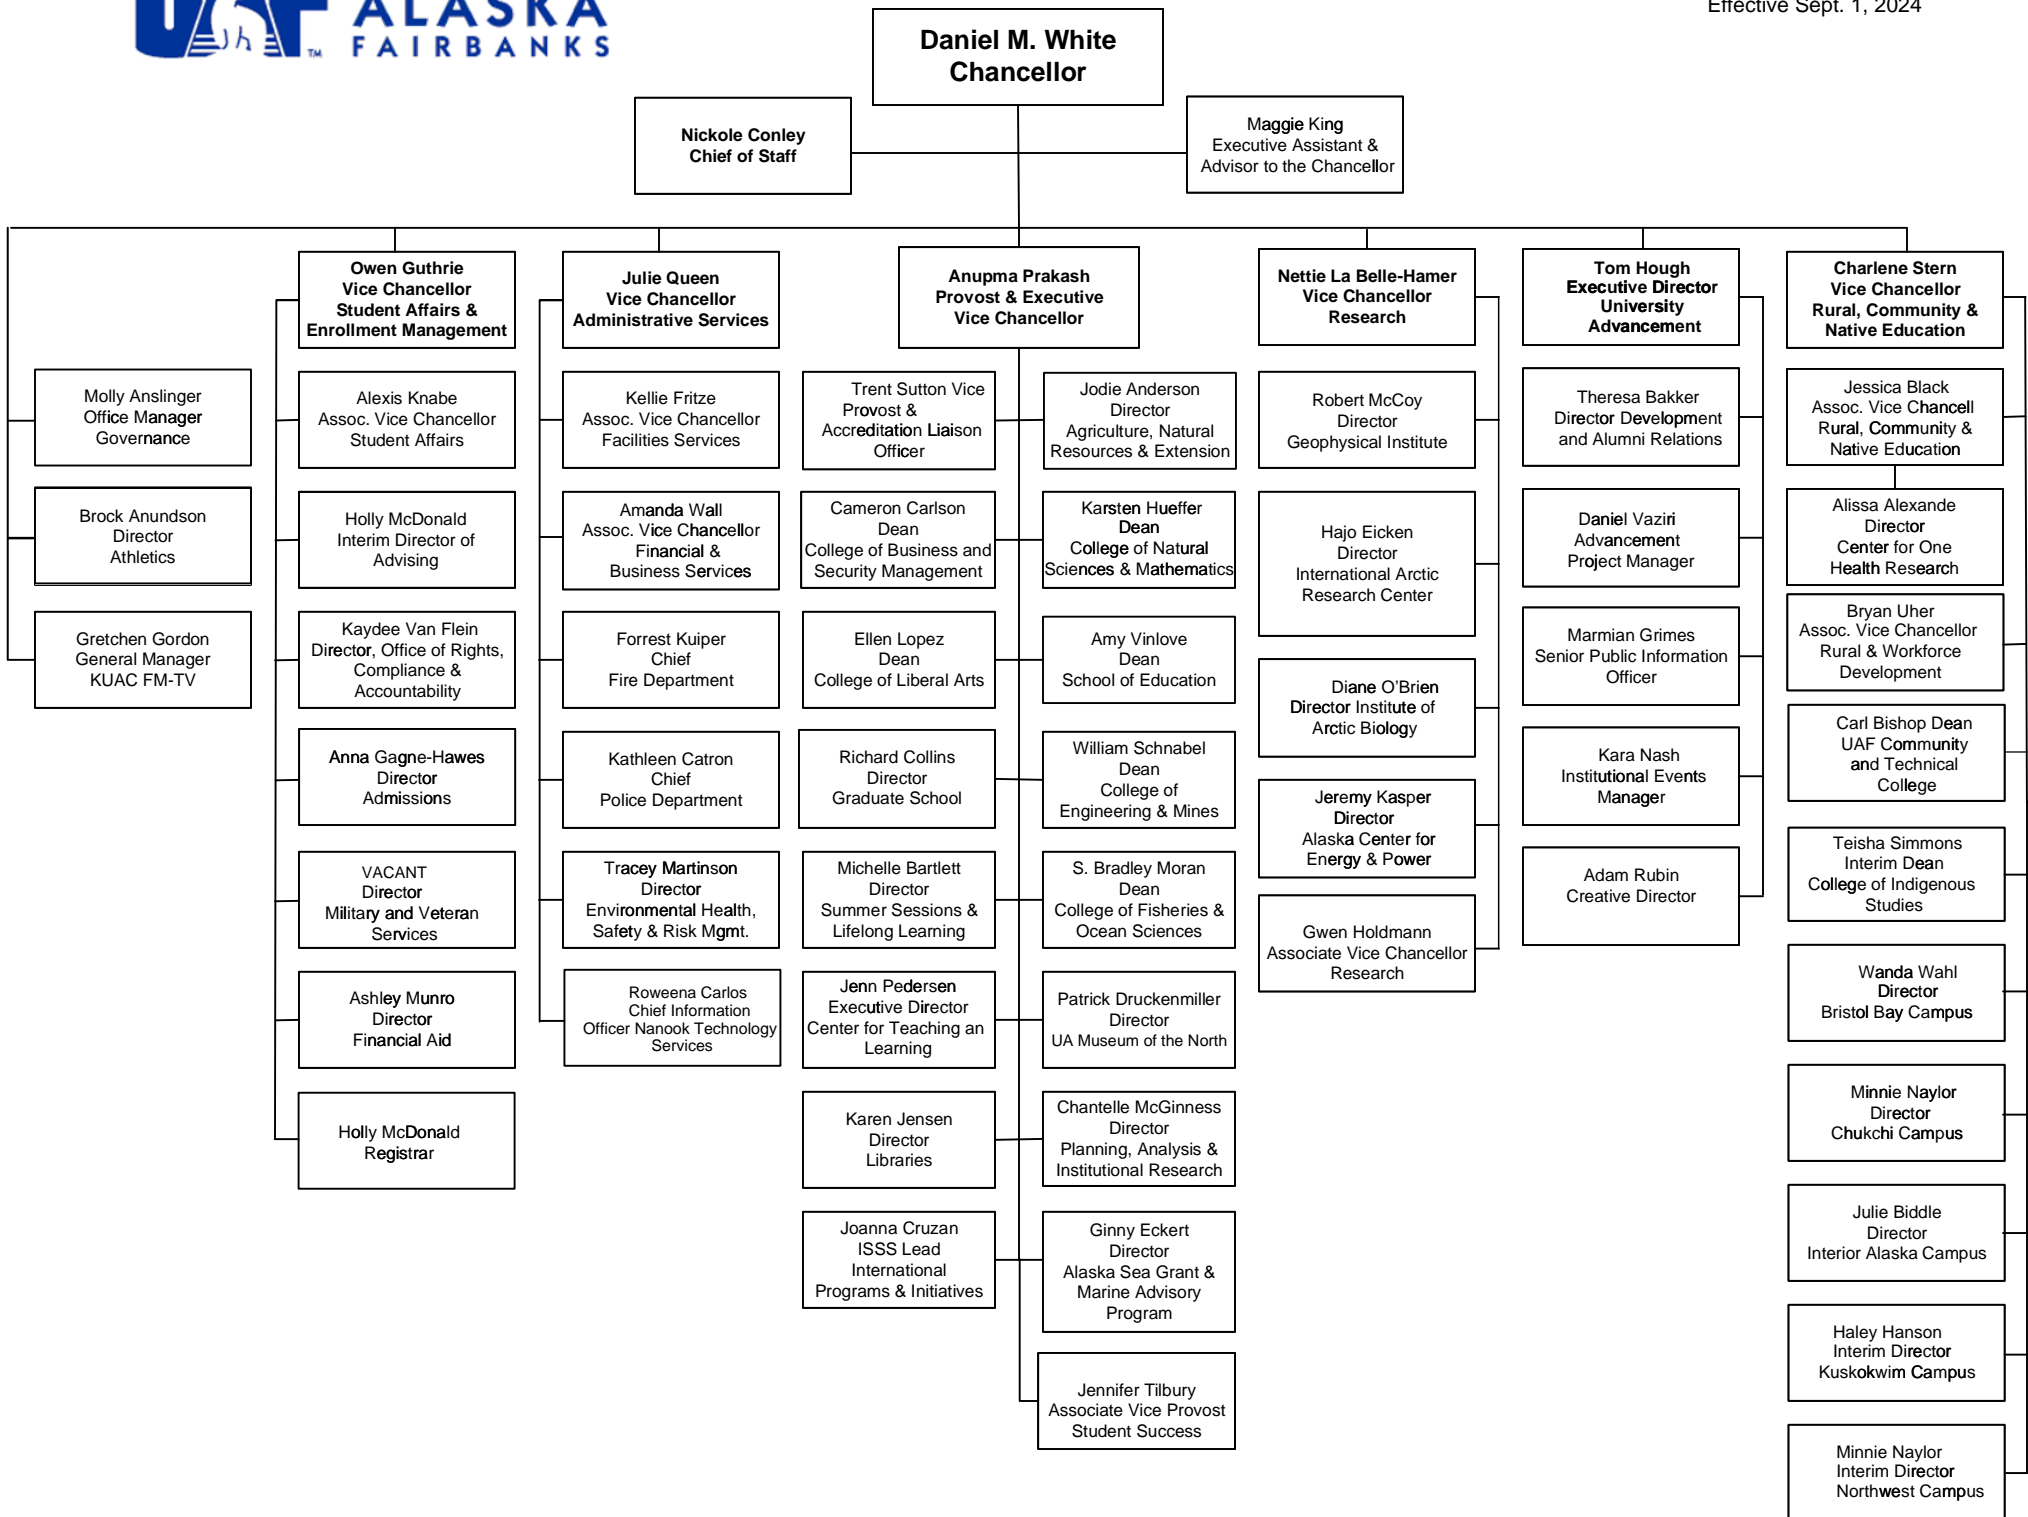 UAF
ALASKA
FAIRBANKS
TM
Effective Sept. 1, 2024
Daniel M. White
Chancellor
Nickole Conley
Chief of Staff
Maggie King
Executive Assistant &
Advisor to the Chancellor
Molly Anslinger
Office Manager
Governance
Brock Anundson
Director
Athletics
Gretchen Gordon
General Manager
KUAC FM-TV
Owen Guthrie
Vice Chancellor
Student Affairs &
Enrollment Management
Alexis Knabe
Assoc. Vice Chancellor
Student Affairs
Holly McDonald
Interim Director of
Advising
Kaydee Van Flein
Director, Office of Rights,
Compliance &
Accountability
Anna Gagne-Hawes
Director
Admissions
VACANT
Director
Military and Veteran
Services
Ashley Munro
Director
Financial Aid
Holly McDonald
Registrar
Julie Queen
Vice Chancellor
Administrative Services
Kellie Fritze
Assoc. Vice Chancellor
Facilities Services
Amanda Wall
Assoc. Vice Chancellor
Financial &
Business Services
Forrest Kuiper
Chief
Fire Department
Kathleen Catron
Chief
Police Department
Tracey Martinson
Director
Environmental Health,
Safety & Risk Mgmt.
Roweena Carlos
Chief Information
Officer Nanook Technology
Services
Anupma Prakash
Provost & Executive
Vice Chancellor
Trent Sutton Vice
Provost &
Accreditation Liaison
Officer
Cameron Carlson
Dean
College of Business and
Security Management
Ellen Lopez
Dean
College of Liberal Arts
Richard Collins
Director
Graduate School
Michelle Bartlett
Director
Summer Sessions &
Lifelong Learning
Jenn Pedersen
Executive Director
Center for Teaching an
Learning
Karen Jensen
Director
Libraries
Joanna Cruzan
ISSS Lead
International
Programs & Initiatives
Jodie Anderson
Director
Agriculture, Natural
Resources & Extension
Karsten Hueffer
Dean
College of Natural
Sciences & Mathematics
Amy Vinlove
Dean
School of Education
William Schnabel
Dean
College of
Engineering & Mines
S. Bradley Moran
Dean
College of Fisheries &
Ocean Sciences
Patrick Druckenmiller
Director
UA Museum of the North
Chantelle McGinness
Director
Planning, Analysis &
Institutional Research
Ginny Eckert
Director
Alaska Sea Grant &
Marine Advisory
Program
Jennifer Tilbury
Associate Vice Provost
Student Success
Nettie La Belle-Hamer
Vice Chancellor
Research
Robert McCoy
Director
Geophysical Institute
Hajo Eicken
Director
International Arctic
Research Center
Diane O’Brien
Director Institute of
Arctic Biology
Jeremy Kasper
Director
Alaska Center for
Energy & Power
Gwen Holdmann
Associate Vice Chancellor
Research
Tom Hough
Executive Director
University
Advancement
Theresa Bakker
Director Development
and Alumni Relations
Daniel Vaziri
Advancement
Project Manager
Marmian Grimes
Senior Public Information
Officer
Kara Nash
Institutional Events
Manager
Adam Rubin
Creative Director
Charlene Stern
Vice Chancellor
Rural, Community &
Native Education
Jessica Black
Assoc. Vice Chancell
Rural, Community &
Native Education
Alissa Alexande
Director
Center for One
Health Research
Bryan Uher
Assoc. Vice Chancellor
Rural & Workforce
Development
Carl Bishop Dean
UAF Community
and Technical
College
Teisha Simmons
Interim Dean
College of Indigenous
Studies
Wanda Wahl
Director
Bristol Bay Campus
Minnie Naylor
Director
Chukchi Campus
Julie Biddle
Director
Interior Alaska Campus
Haley Hanson
Interim Director
Kuskokwim Campus
Minnie Naylor
Interim Director
Northwest Campus